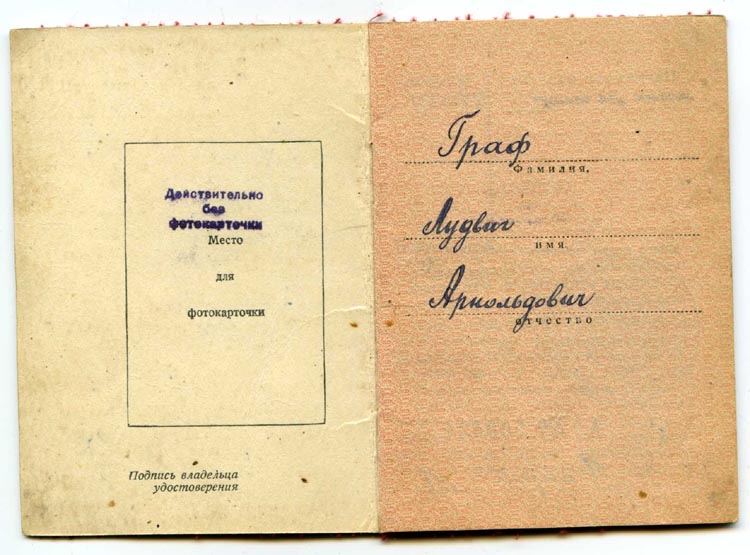 Действительно
без
фотокарточки
Место
для
фотокарточки
Подпись владельца
удостоверения
Граф
Фамилия,
Лудвиг
имя.
Арнольдович
отчество